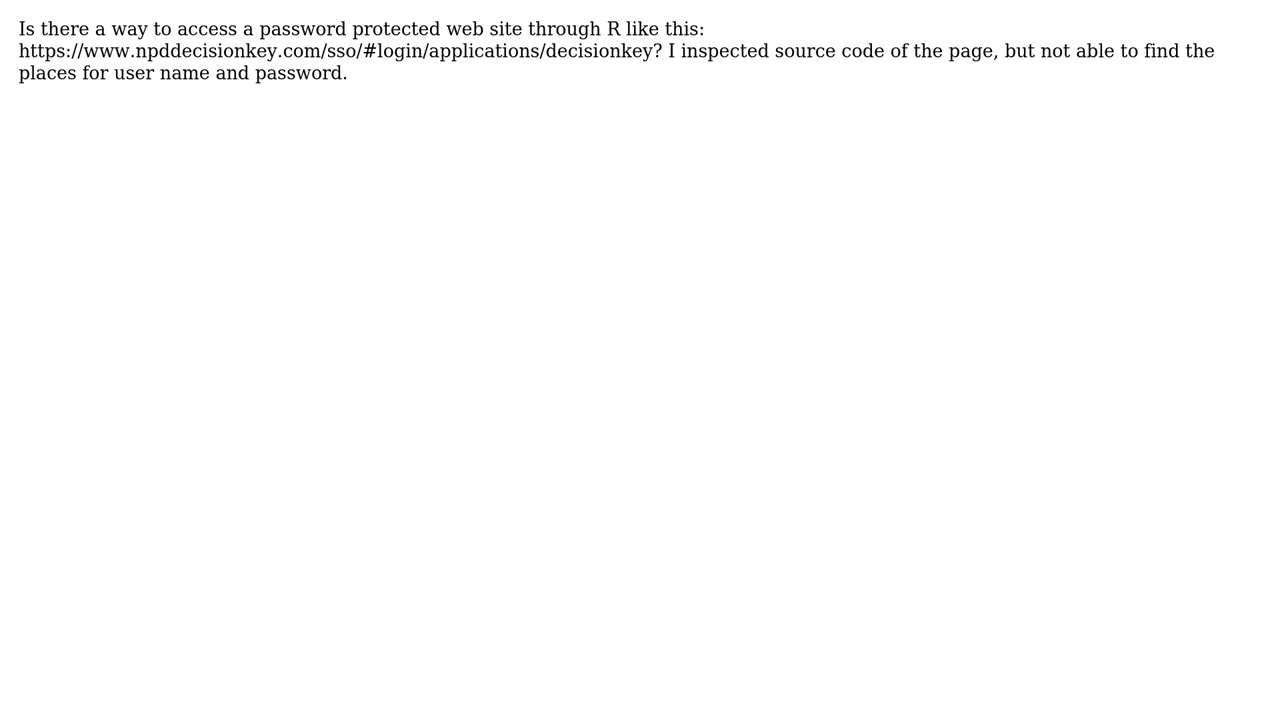 Is there a way to access a password protected web site through R like this:
https://www.npddecisionkey.com/sso/#login/applications/decisionkey? I inspected source code of the page, but not able to find the
places for user name and password.